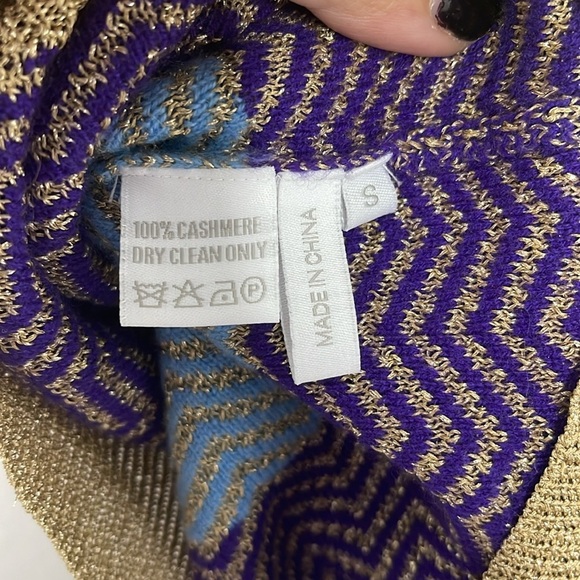 100% CASHMERE
DRY CLEAN ONLY
P
MADE IN CHINA
S